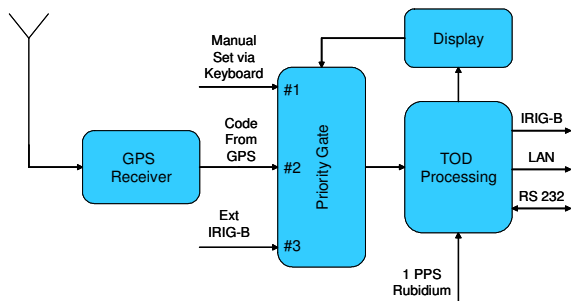 Manual
Set via
Keyboard
Display
#1
Code
From
GPS
IRIG-B
GPS
Receiver
#2
Priority Gate
TOD
Processing
LAN
RS 232
Ext
IRIG-B
#3
1 PPS
Rubidium